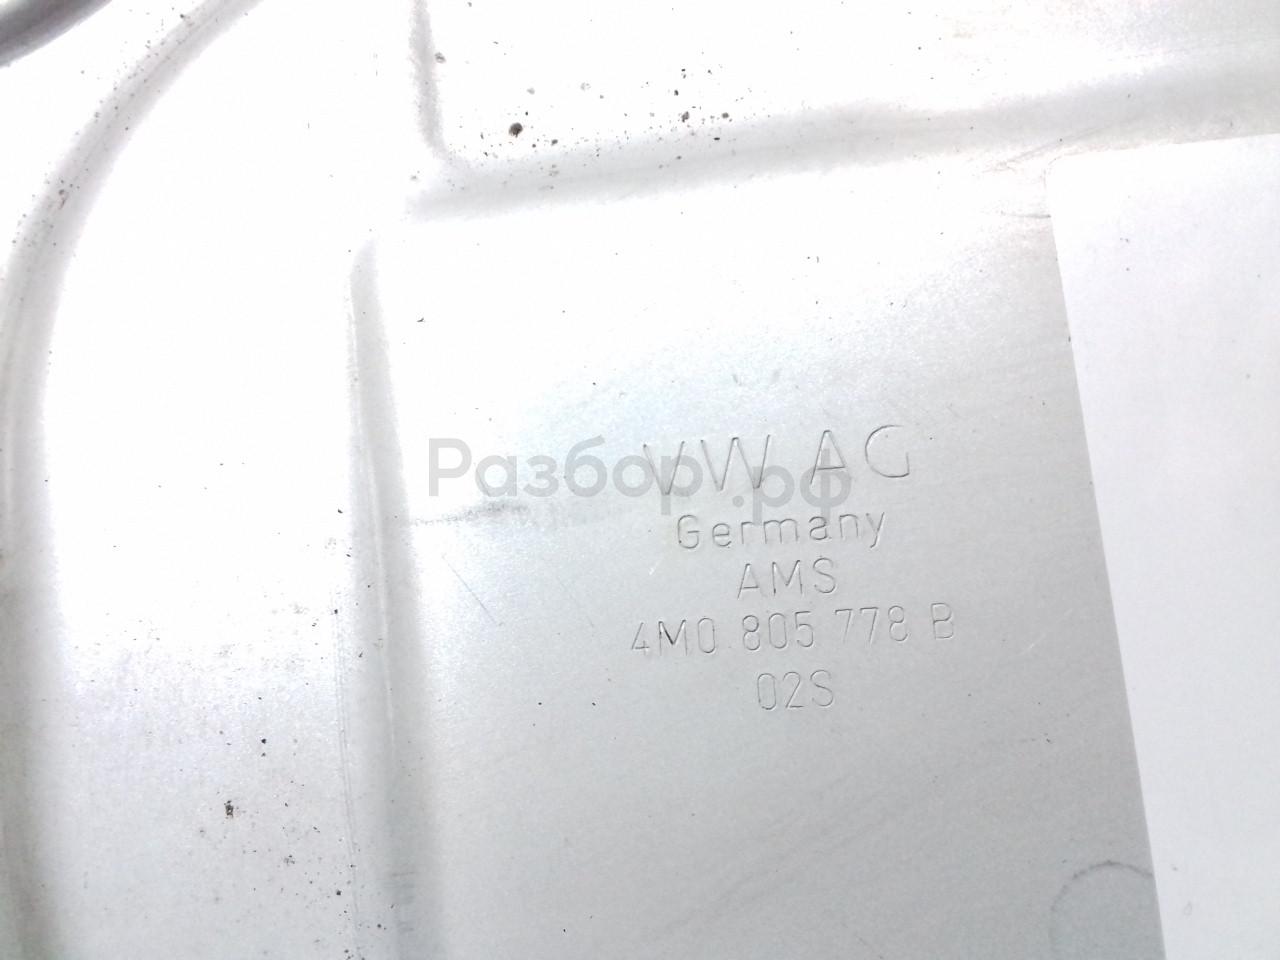 Разбор.рф
VW AG
Germany
AMS
4M0 805 778 B
02S